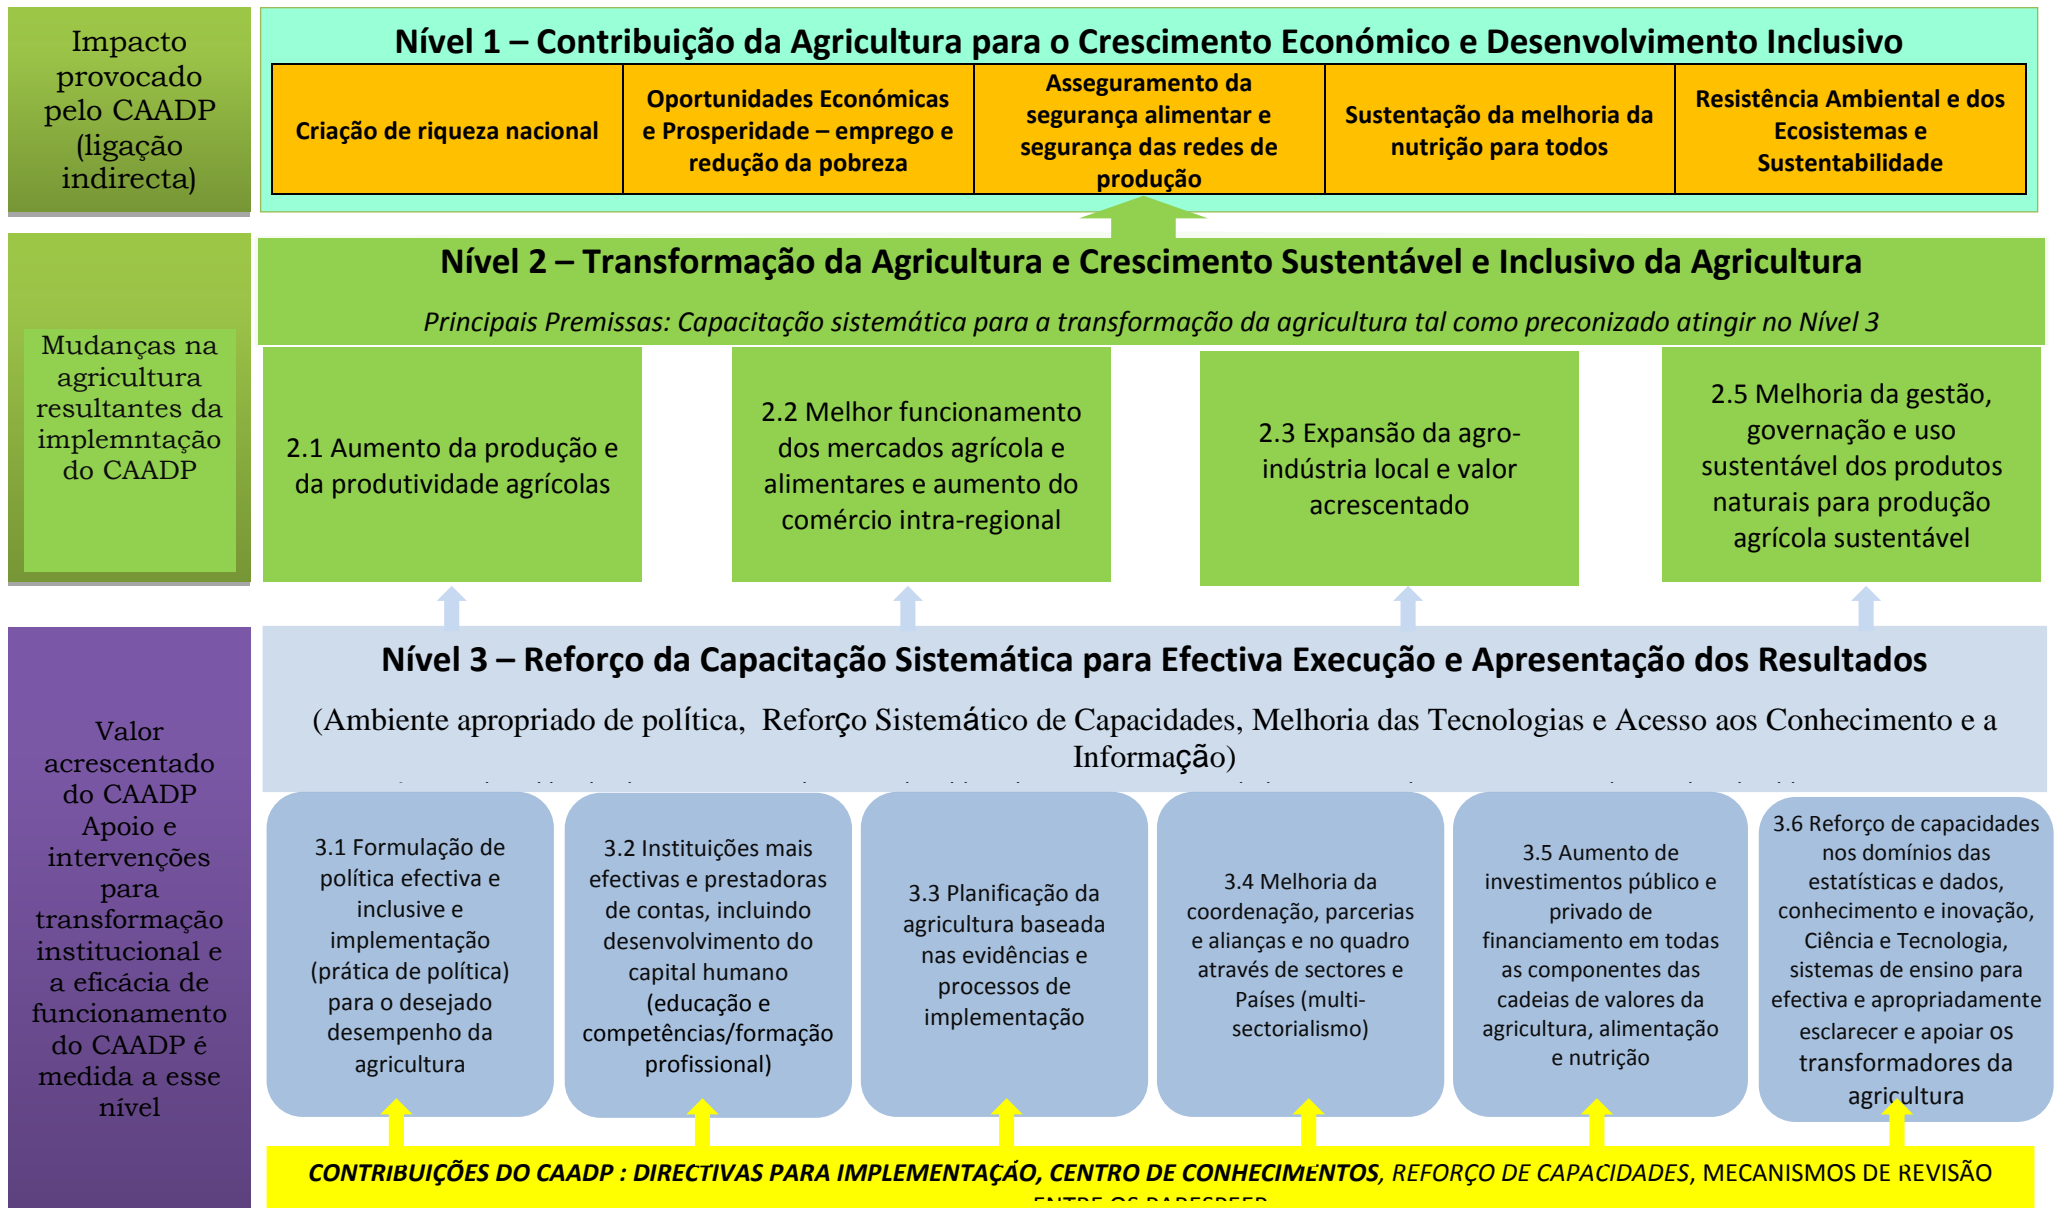 Impacto
provocado
pelo CAADP
(ligação
indirecta)
Nível 1 – Contribuição da Agricultura para o Crescimento Económico e Desenvolvimento Inclusivo
Criação de riqueza nacional
Oportunidades Económicas
e Prosperidade – emprego e
redução da pobreza
Asseguramento da
segurança alimentar e
segurança das redes de
produção
Sustentação da melhoria da
nutrição para todos
Resistência Ambiental e dos
Ecosistemas e
Sustentabilidade
Mudanças na
agricultura
resultantes da
implemntação
do CAADP
Nível 2 – Transformação da Agricultura e Crescimento Sustentável e Inclusivo da Agricultura
Principais Premissas: Capacitação sistemática para a transformação da agricultura tal como preconizado atingir no Nível 3
2.1 Aumento da produção e
da produtividade agrícolas
2.2 Melhor funcionamento
dos mercados agrícola e
alimentares e aumento do
comércio intra-regional
2.3 Expansão da agro-
indústria local e valor
acrescentado
2.5 Melhoria da gestão,
governação e uso
sustentável dos produtos
naturais para produção
agrícola sustentável
Valor
acrescentado
do CAADP
Apoio e
intervenções
para
transformação
institucional e
a eficácia de
funcionamento
do CAADP é
medida a esse
nível
Nível 3 – Reforço da Capacitação Sistemática para Efectiva Execução e Apresentação dos Resultados
(Ambiente apropriado de política,  Reforço Sistemático de Capacidades, Melhoria das Tecnologias e Acesso aos Conhecimento e a
Informação)
3.1 Formulação de
política efectiva e
inclusive e
implementação
(prática de política)
para o desejado
desempenho da
agricultura
3.2 Instituições mais
efectivas e prestadoras
de contas, incluindo
desenvolvimento do
capital humano
(educação e
competências/formação
profissional)
3.3 Planificação da
agricultura baseada
nas evidências e
processos de
implementação
3.4 Melhoria da
coordenação, parcerias
e alianças e no quadro
através de sectores e
Países (multi-
sectorialismo)
3.5 Aumento de
investimentos público e
privado de
financiamento em todas
as componentes das
cadeias de valores da
agricultura, alimentação
e nutrição
3.6 Reforço de capacidades
nos domínios das
estatísticas e dados,
conhecimento e inovação,
Ciência e Tecnologia,
sistemas de ensino para
efectiva e apropriadamente
esclarecer e apoiar os
transformadores da
agricultura
CONTRIBUIÇÕES DO CAADP : DIRECTIVAS PARA IMPLEMENTAÇÃO, CENTRO DE CONHECIMENTOS, REFORÇO DE CAPACIDADES, MECANISMOS DE REVISÃO
ENTRE OS